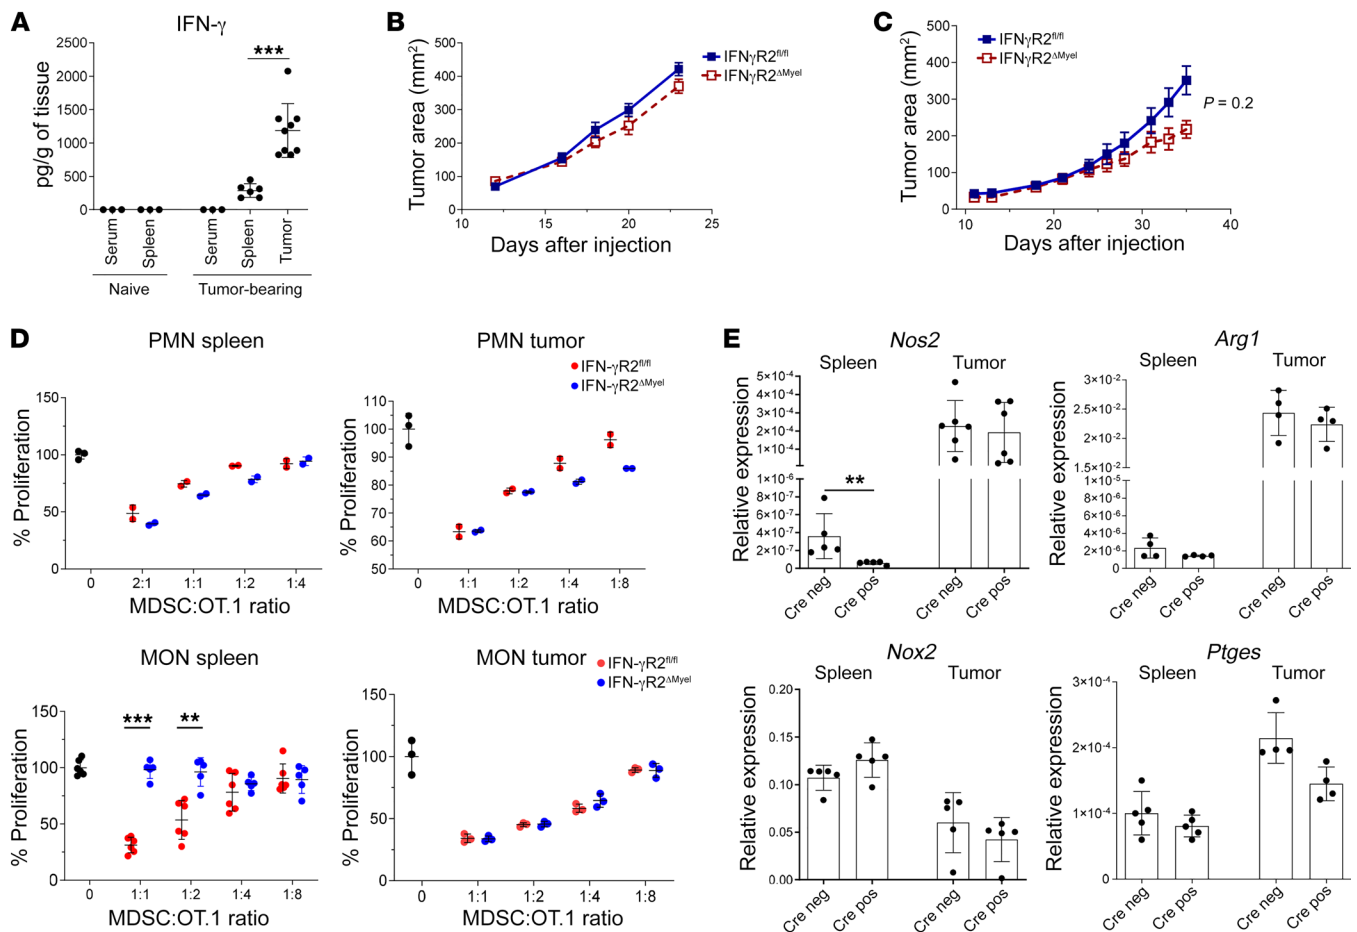 A
IFN-γ
pg/g of tissue
2500
2000
1500
1000
500
0
***
Serum
Spleen
Serum
Spleen
Tumor
Naive
Tumor-bearing
B
Tumor area (mm²)
500
400
300
200
100
0
10
15
20
25
Days after injection
IFNγR2fl/fl
IFNγR2ΔMyel
C
Tumor area (mm²)
500
400
300
200
100
0
10
20
30
40
Days after injection
IFNγR2fl/fl
IFNγR2ΔMyel
P = 0.2
D
PMN spleen
% Proliferation
150
100
50
0
0
2:1
1:1
1:2
1:4
MDSC:OT.1 ratio
PMN tumor
IFN-γR2fl/fl
IFN-γR2ΔMyel
% Proliferation
110
100
90
80
70
60
50
0
1:1
1:2
1:4
1:8
MDSC:OT.1 ratio
MON spleen
% Proliferation
150
100
50
0
***
**
0
1:1
1:2
1:4
1:8
MDSC:OT.1 ratio
MON tumor
IFN-γR2fl/fl
IFN-γR2ΔMyel
% Proliferation
150
100
50
0
0
1:1
1:2
1:4
1:8
MDSC:OT.1 ratio
E
Nos2
Spleen
Tumor
Relative expression
5×10⁻⁴
4×10⁻⁴
3×10⁻⁴
2×10⁻⁴
1×10⁻⁴
0
1×10⁻⁶
8×10⁻⁷
6×10⁻⁷
4×10⁻⁷
2×10⁻⁷
0
**
Cre neg
Cre pos
Cre neg
Cre pos
Arg1
Spleen
Tumor
Relative expression
3×10⁻²
2.5×10⁻²
2×10⁻²
1.5×10⁻²
1×10⁻⁵
8×10⁻⁶
6×10⁻⁶
4×10⁻⁶
2×10⁻⁶
0
Cre neg
Cre pos
Cre neg
Cre pos
Nox2
Spleen
Tumor
Relative expression
0.20
0.15
0.10
0.05
0.00
Cre neg
Cre pos
Cre neg
Cre pos
Ptges
Spleen
Tumor
Relative expression
3×10⁻⁴
2×10⁻⁴
1×10⁻⁴
0
Cre neg
Cre pos
Cre neg
Cre pos